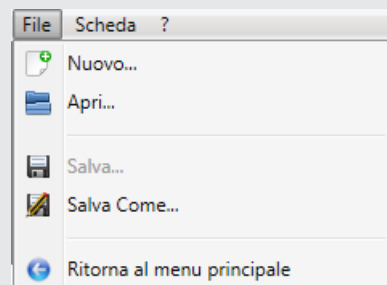 File Scheda ?
Nuovo...
Apri...
Salva...
Salva Come...
Ritorna al menu principale